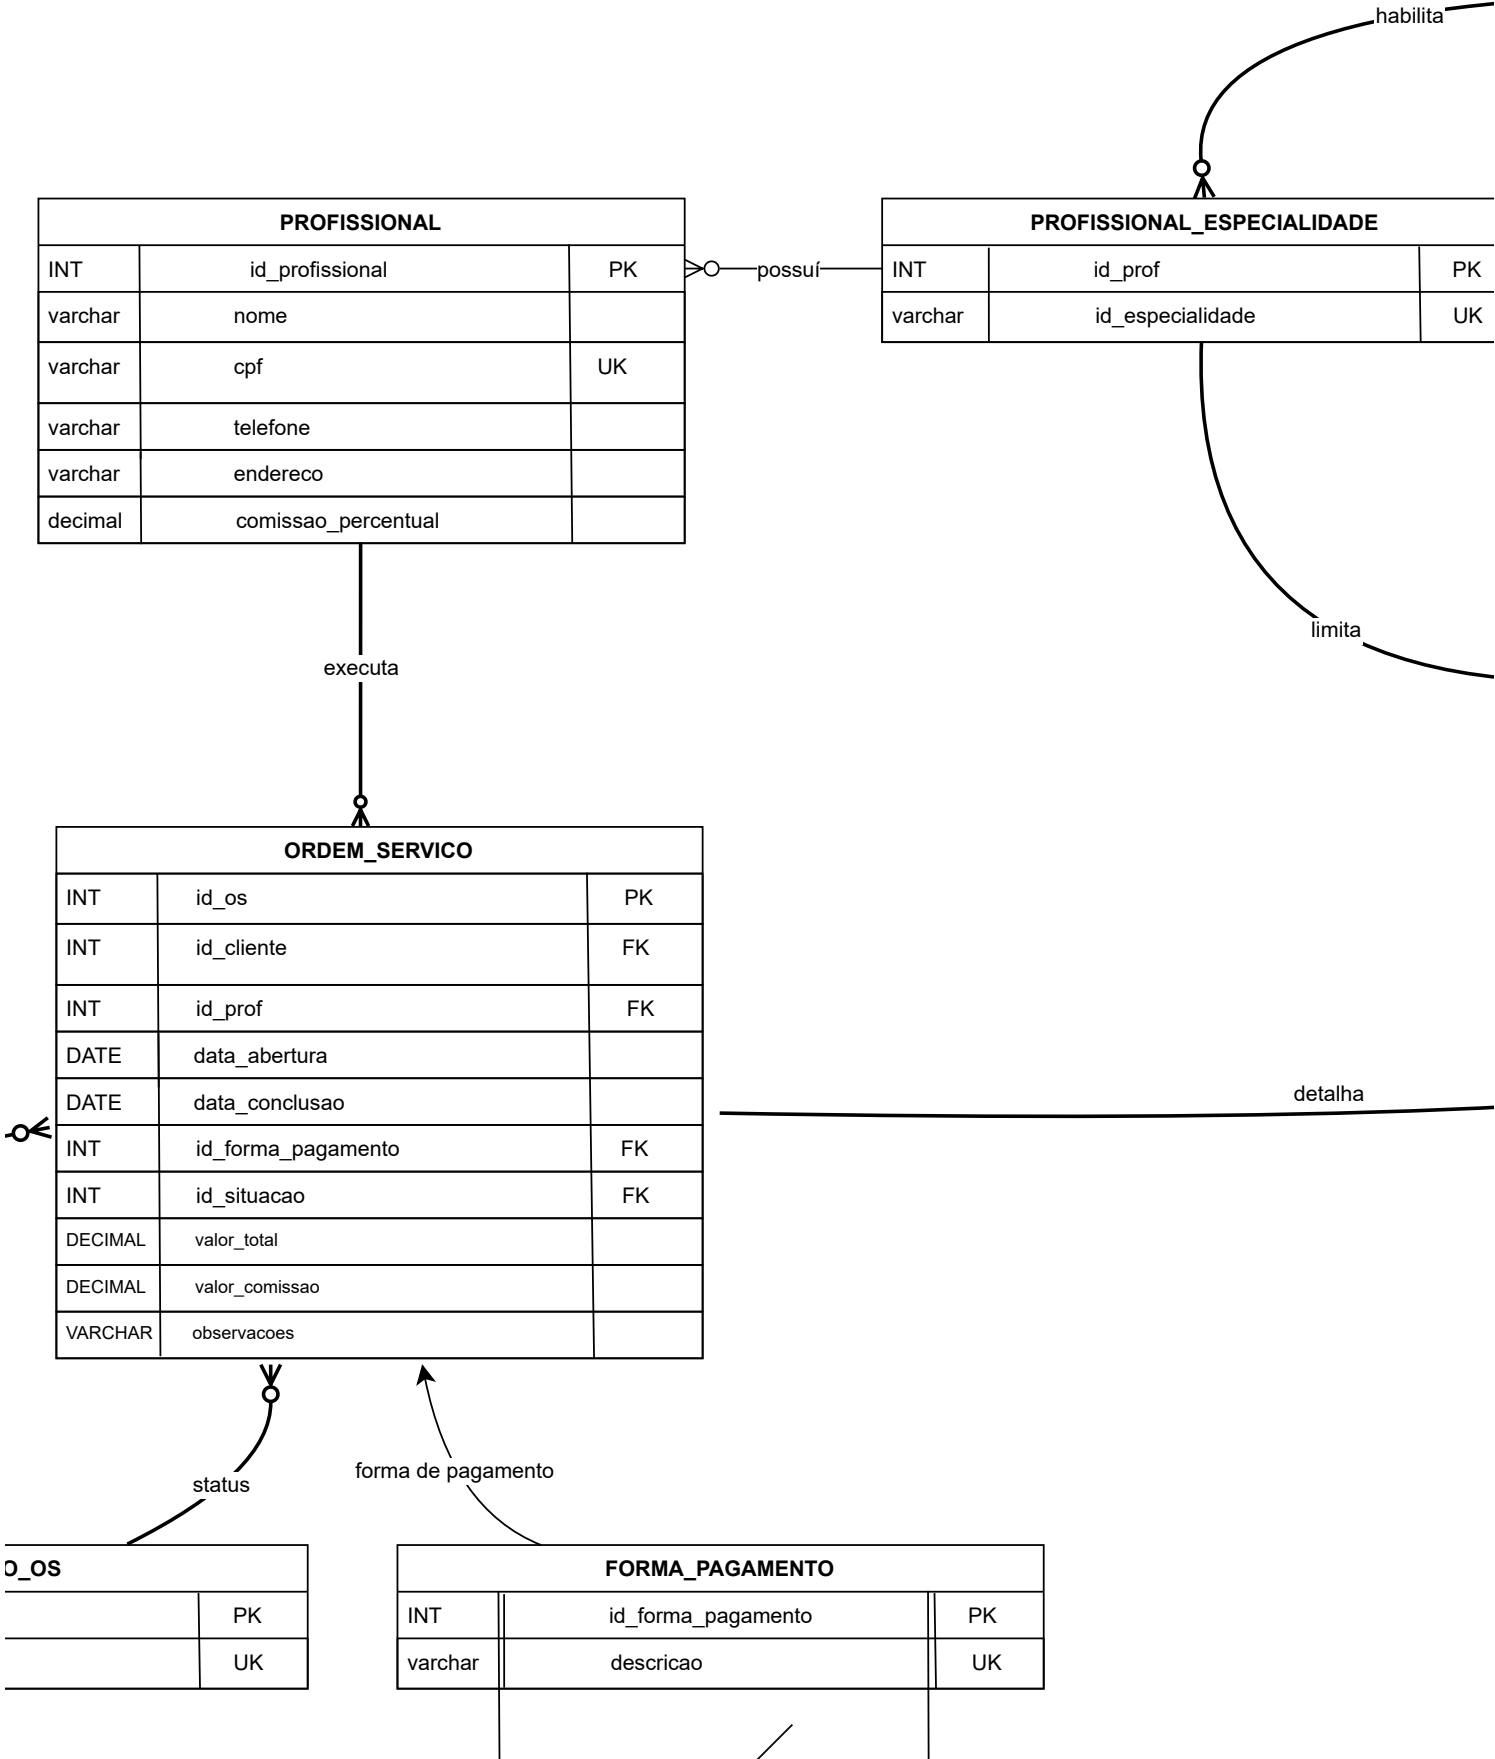 habilita
PROFISSIONAL
INT id_profissional PK
varchar nome
varchar cpf UK
varchar telefone
varchar endereco
decimal comissao_percentual
possuí
PROFISSIONAL_ESPECIALIDADE
INT id_prof PK
varchar id_especialidade UK
limita
executa
ORDEM_SERVICO
INT id_os PK
INT id_cliente FK
INT id_prof FK
DATE data_abertura
DATE data_conclusao
INT id_forma_pagamento FK
INT id_situacao FK
DECIMAL valor_total
DECIMAL valor_comissao
VARCHAR observacoes
detalha
status
forma de pagamento
O_OS
PK
UK
FORMA_PAGAMENTO
INT id_forma_pagamento PK
varchar descricao UK